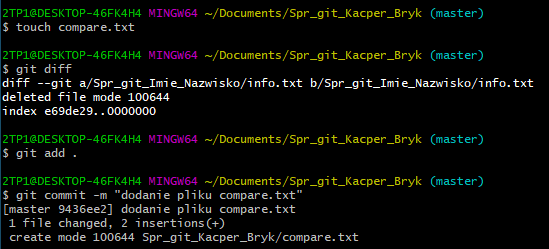 2TP1@DESKTOP-46FK4H4 MINGW64 ~/Documents/Spr_git_Kacper_Bryk (master)
$ touch compare.txt
2TP1@DESKTOP-46FK4H4 MINGW64 ~/Documents/Spr_git_Kacper_Bryk (master)
$ git diff
diff --git a/Spr_git_Imie_Nazwisko/info.txt b/Spr_git_Imie_Nazwisko/info.txt
deleted file mode 100644
index e69de29..0000000
2TP1@DESKTOP-46FK4H4 MINGW64 ~/Documents/Spr_git_Kacper_Bryk (master)
$ git add .
2TP1@DESKTOP-46FK4H4 MINGW64 ~/Documents/Spr_git_Kacper_Bryk (master)
$ git commit -m "dodanie pliku compare.txt"
[master 9436ee2] dodanie pliku compare.txt
1 file changed, 2 insertions(+)
create mode 100644 Spr_git_Kacper_Bryk/compare.txt